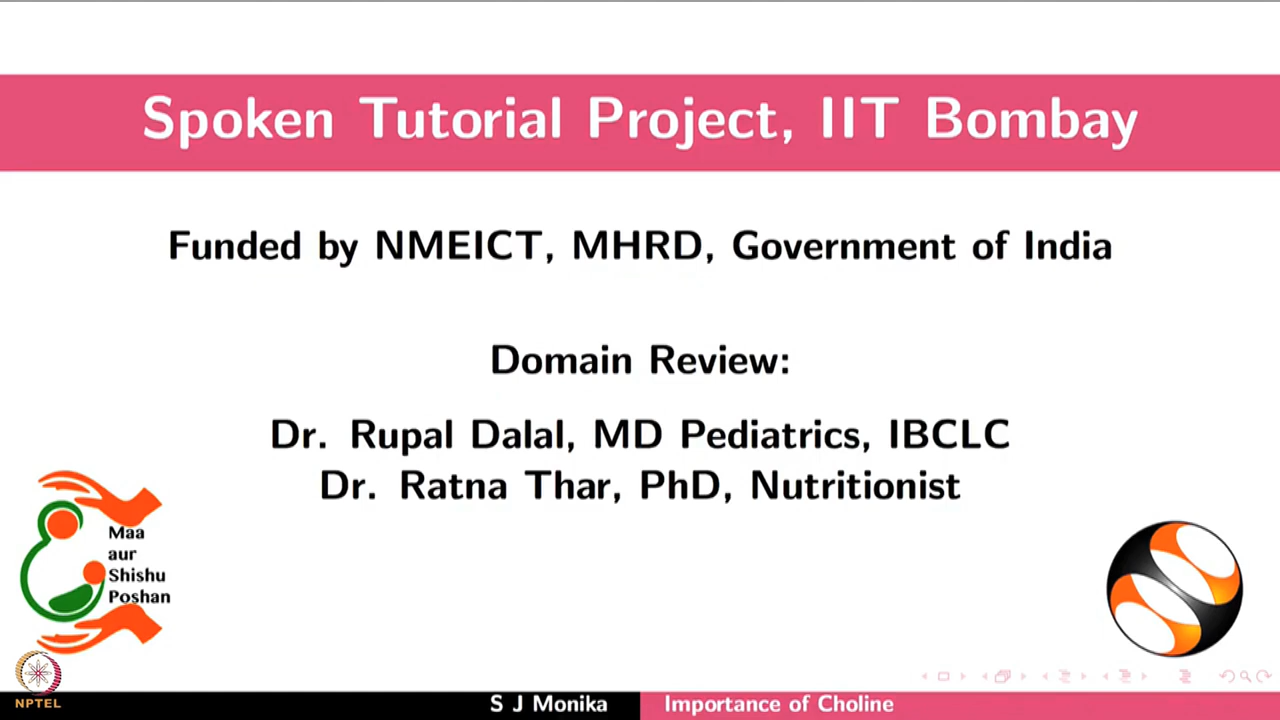 Spoken Tutorial Project, IIT Bombay
Funded by NMEICT, MHRD, Government of India
Domain Review:
Dr. Rupal Dalal, MD Pediatrics, IBCLC
Dr. Ratna Thar, PhD, Nutritionist
Maa
aur
Shishu
Poshan
NPTEL
S J Monika
Importance of Choline